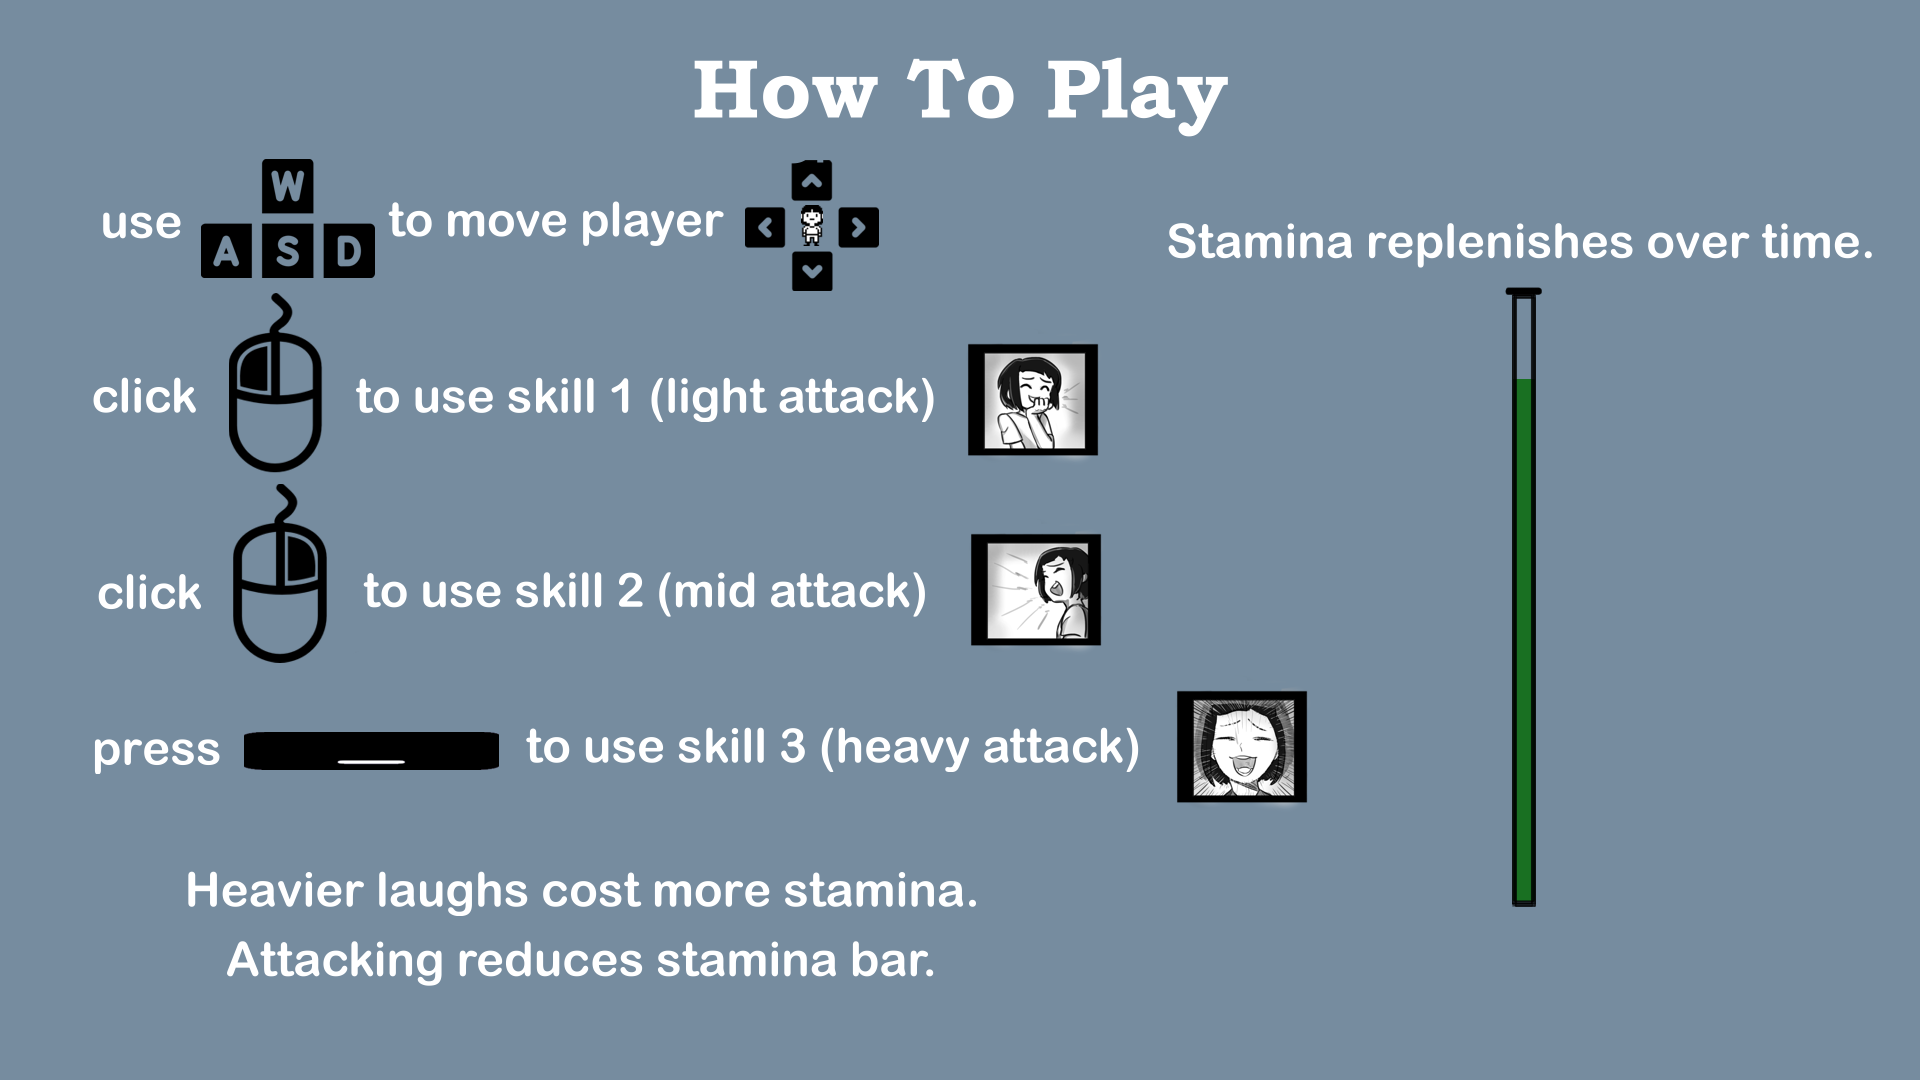 How To Play
use W A S D to move player
Stamina replenishes over time.
click to use skill 1 (light attack)
click to use skill 2 (mid attack)
press to use skill 3 (heavy attack)
Heavier laughs cost more stamina.
Attacking reduces stamina bar.